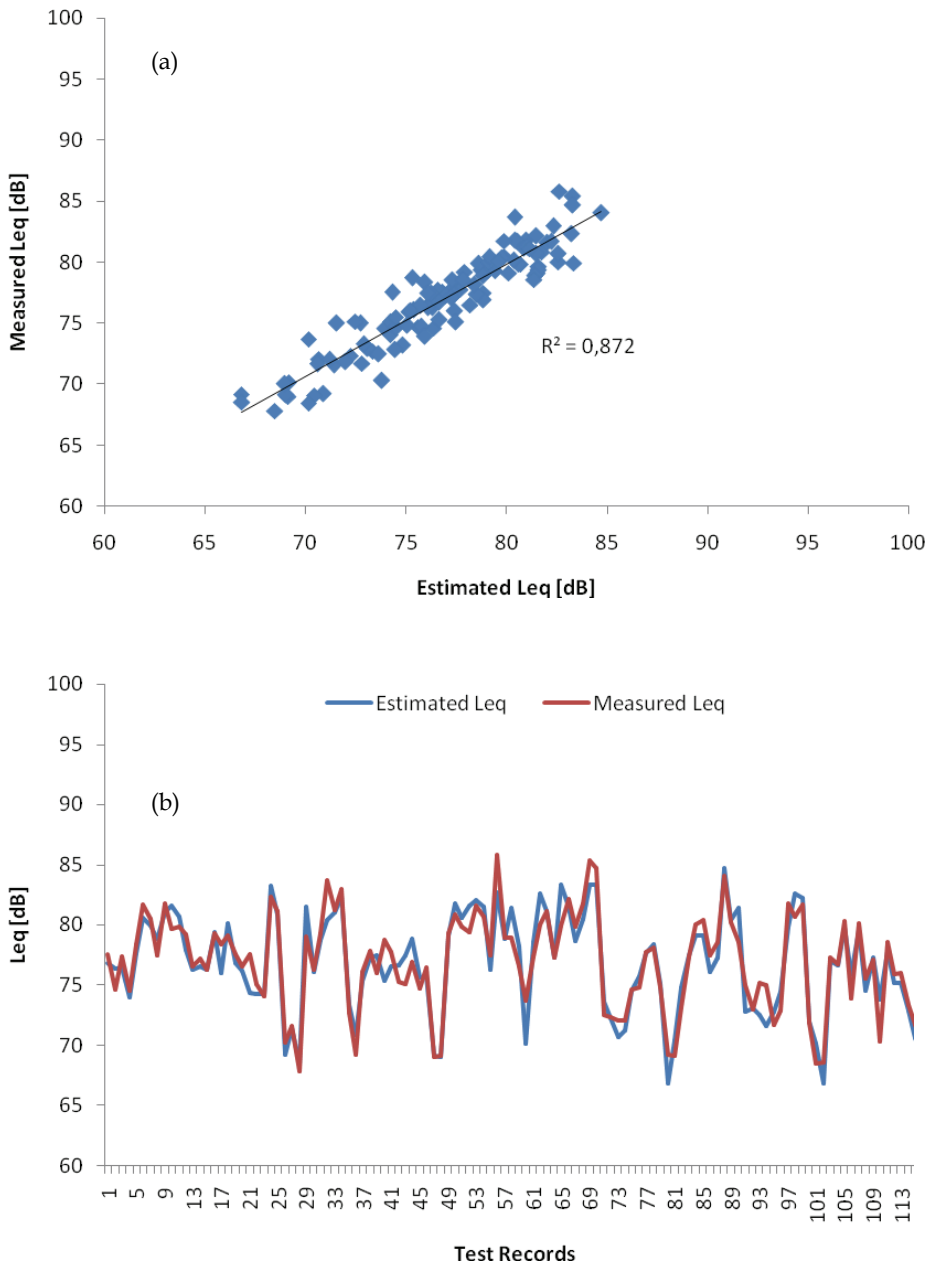 100
95
90
85
80
75
70
65
60
(a)
Measured Leq [dB]
R² = 0,872
60 65 70 75 80 85 90 95 100
Estimated Leq [dB]
100
95
90
85
80
75
70
65
60
Estimated Leq Measured Leq
(b)
Leq [dB]
1 5 9 13 17 21 25 29 33 37 41 45 49 53 57 61 65 69 73 77 81 85 89 93 97 101 105 109 113
Test Records